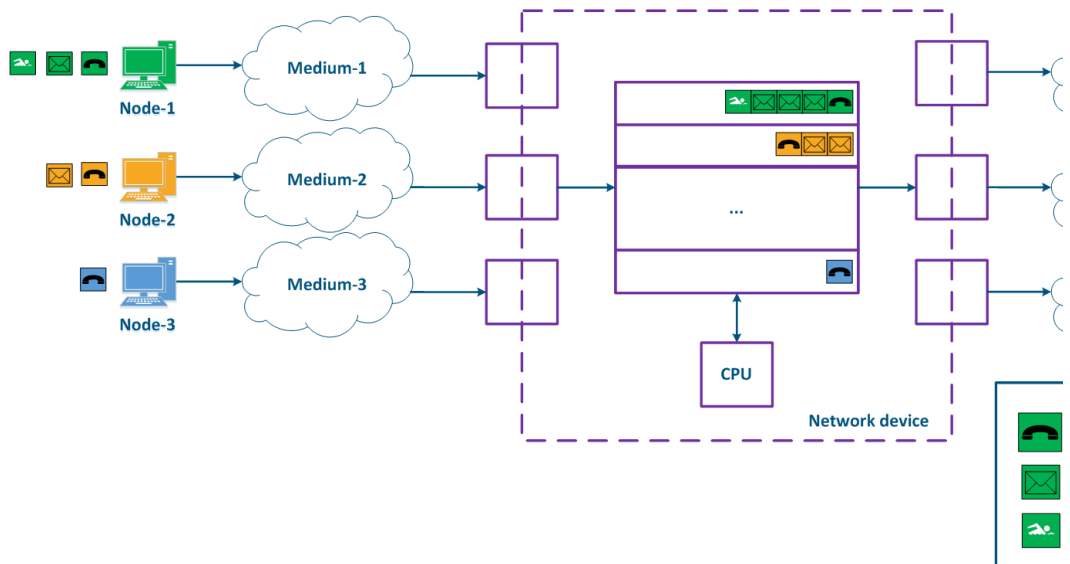 Medium-1
Node-1
Medium-2
Node-2
...
Medium-3
Node-3
CPU
Network device